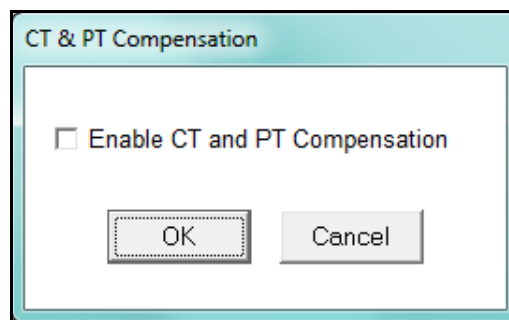 CT & PT Compensation
Enable CT and PT Compensation
OK
Cancel